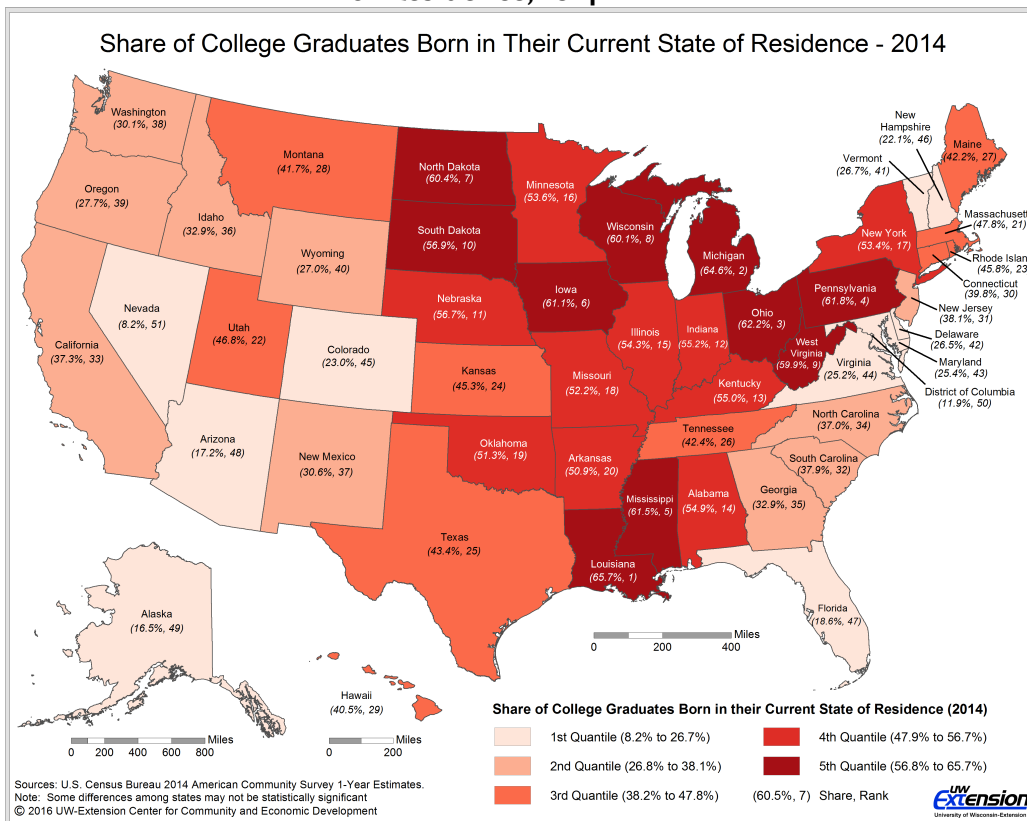 Share of College Graduates Born in Their Current State of Residence - 2014
Washington
(30.1%, 38)
Oregon
(27.7%, 39)
Idaho
(32.9%, 36)
Montana
(41.7%, 28)
Wyoming
(27.0%, 40)
Nevada
(8.2%, 51)
California
(37.3%, 33)
Utah
(46.8%, 22)
Colorado
(23.0%, 45)
Arizona
(17.2%, 48)
New Mexico
(30.6%, 37)
North Dakota
(60.4%, 7)
South Dakota
(56.9%, 10)
Nebraska
(56.7%, 11)
Kansas
(45.3%, 24)
Oklahoma
(51.3%, 19)
Texas
(43.4%, 25)
Minnesota
(53.6%, 16)
Iowa
(61.1%, 6)
Missouri
(52.2%, 18)
Arkansas
(50.9%, 20)
Louisiana
(65.7%, 1)
Wisconsin
(60.1%, 8)
Illinois
(54.3%, 15)
Michigan
(64.6%, 2)
Indiana
(55.2%, 12)
Ohio
(62.2%, 3)
Kentucky
(55.0%, 13)
Tennessee
(42.4%, 26)
Mississippi
(61.5%, 5)
Alabama
(54.9%, 14)
Georgia
(32.9%, 35)
Florida
(18.6%, 47)
South Carolina
(37.9%, 32)
North Carolina
(37.0%, 34)
Virginia
(25.2%, 44)
West
Virginia
(59.9%, 9)
Pennsylvania
(61.8%, 4)
New York
(53.4%, 17)
New
Hampshire
(22.1%, 46)
Vermont
(26.7%, 41)
Maine
(42.2%, 27)
Massachusett
(47.8%, 21)
Rhode Islan
(45.8%, 23
Connecticut
(39.8%, 30)
New Jersey
(38.1%, 31)
Delaware
(26.5%, 42)
Maryland
(25.4%, 43)
District of Columbia
(11.9%, 50)
Alaska
(16.5%, 49)
Hawaii
(40.5%, 29)
Miles
0 200 400
Miles
0 200 400 600 800
Miles
0 200
Share of College Graduates Born in their Current State of Residence (2014)
1st Quantile (8.2% to 26.7%)
2nd Quantile (26.8% to 38.1%)
3rd Quantile (38.2% to 47.8%)
4th Quantile (47.9% to 56.7%)
5th Quantile (56.8% to 65.7%)
(60.5%, 7) Share, Rank
Sources: U.S. Census Bureau 2014 American Community Survey 1-Year Estimates.
Note: Some differences among states may not be statistically significant
© 2016 UW-Extension Center for Community and Economic Development
UW
Extension
University of Wisconsin-Extension